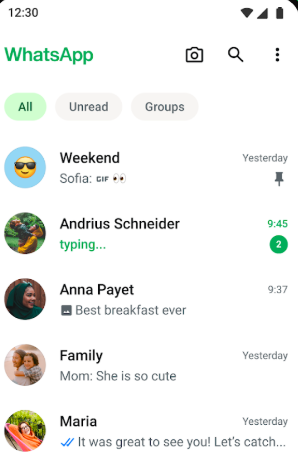 12:30
WhatsApp
All Unread Groups
Weekend Yesterday
Sofia: GIF 👀
Andrius Schneider 9:45
typing... 2
Anna Payet 9:37
Best breakfast ever
Family Yesterday
Mom: She is so cute
Maria Yesterday
It was great to see you! Let's catch...